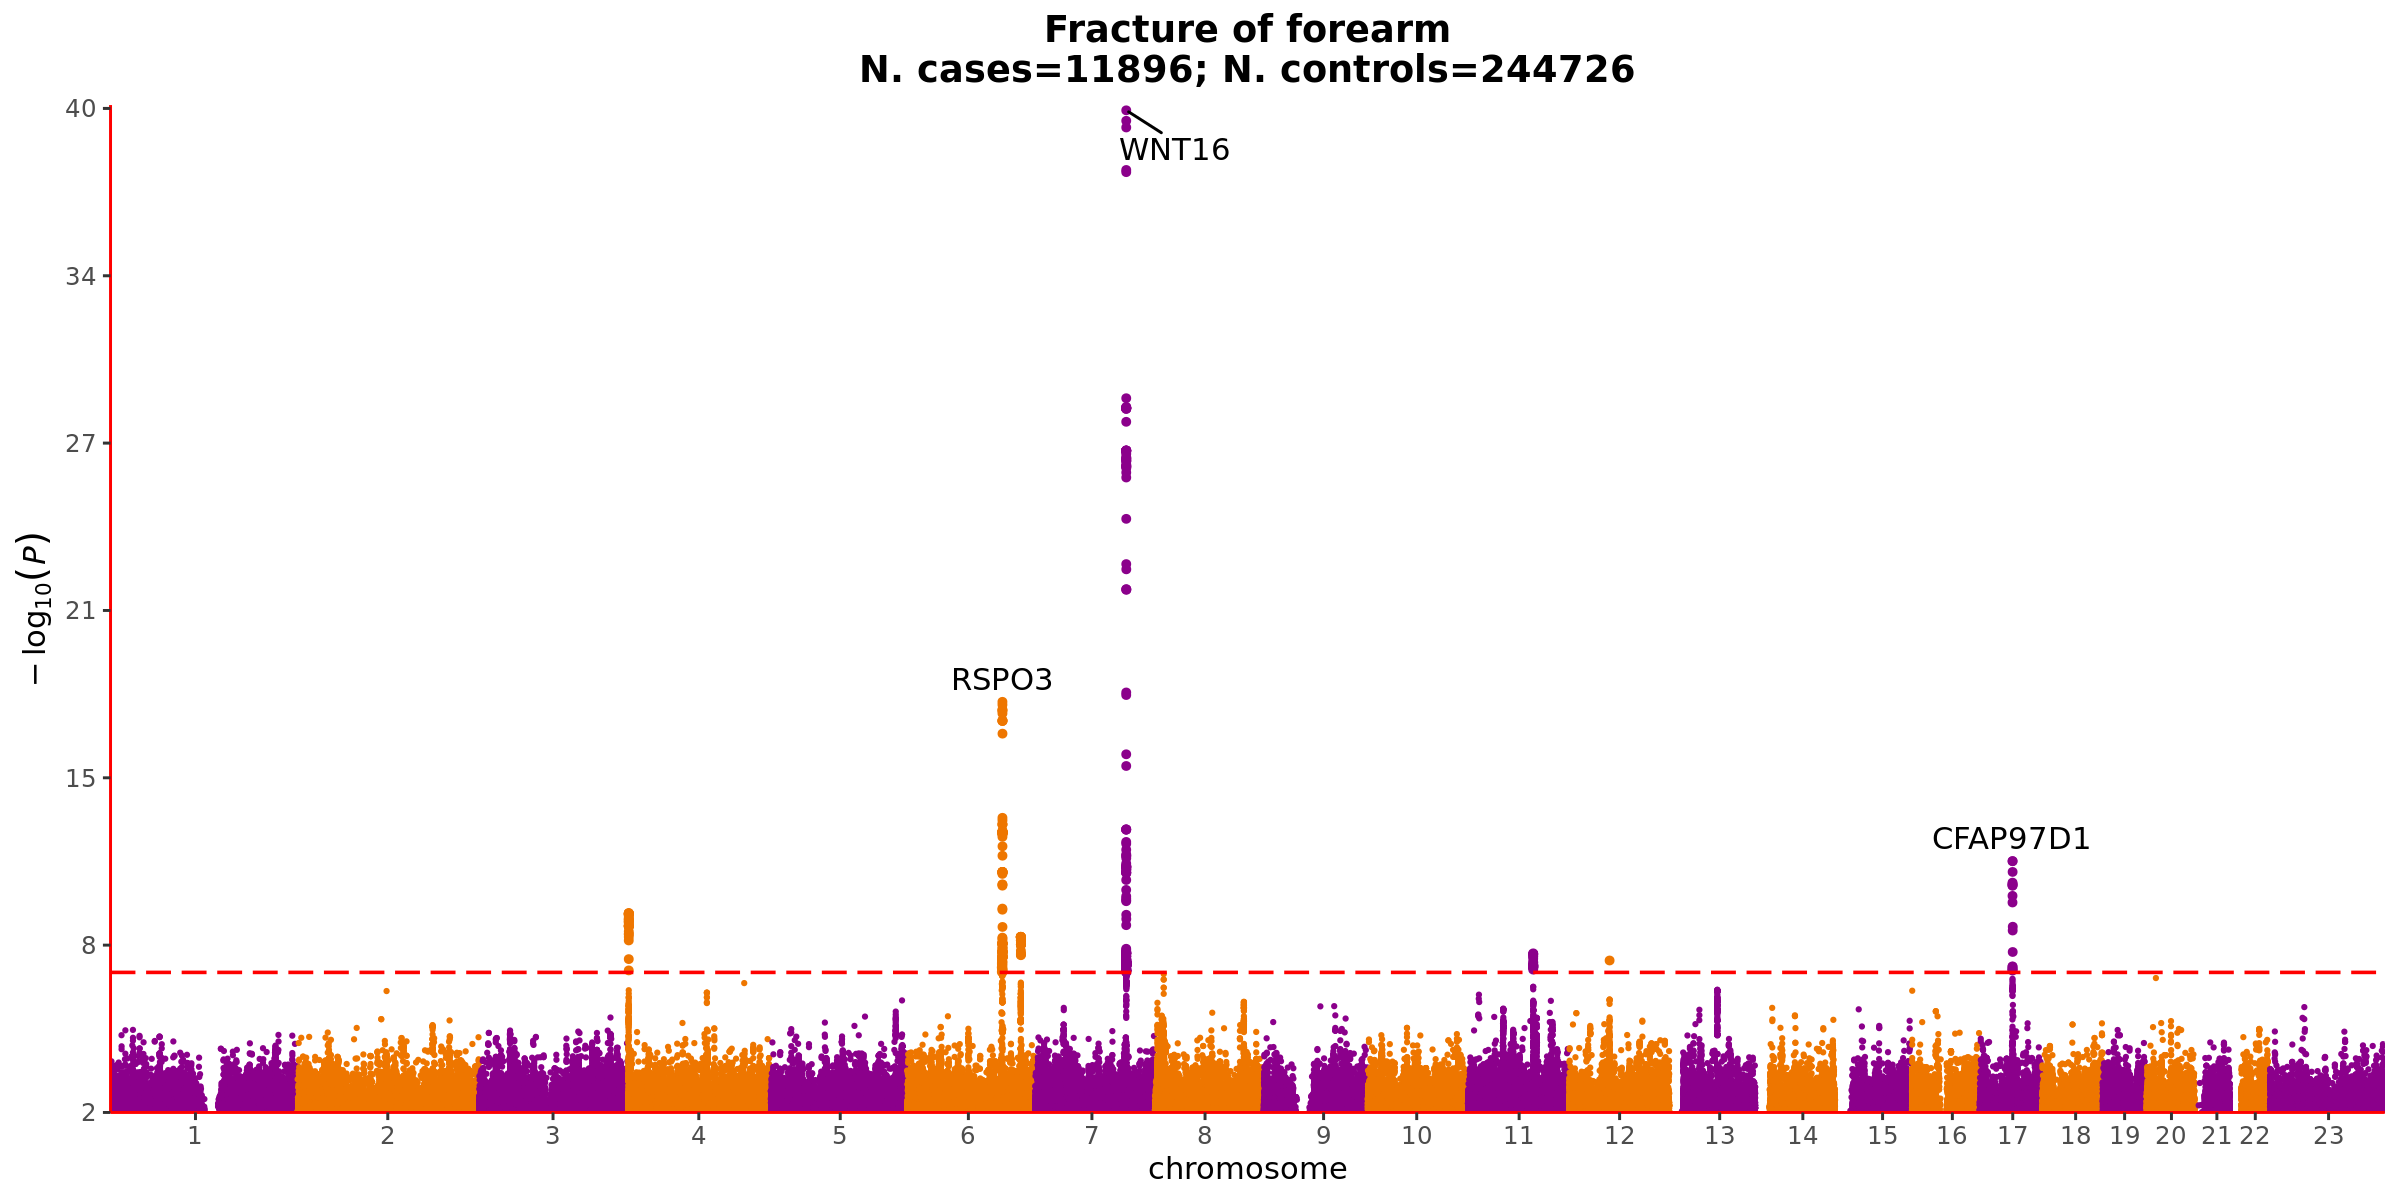 Fracture of forearm
N. cases=11896; N. controls=244726
40
34
27
21
15
8
2
−log₁₀(P)
WNT16
RSPO3
CFAP97D1
1 2 3 4 5 6 7 8 9 10 11 12 13 14 15 16 17 18 19 20 21 22 23
chromosome